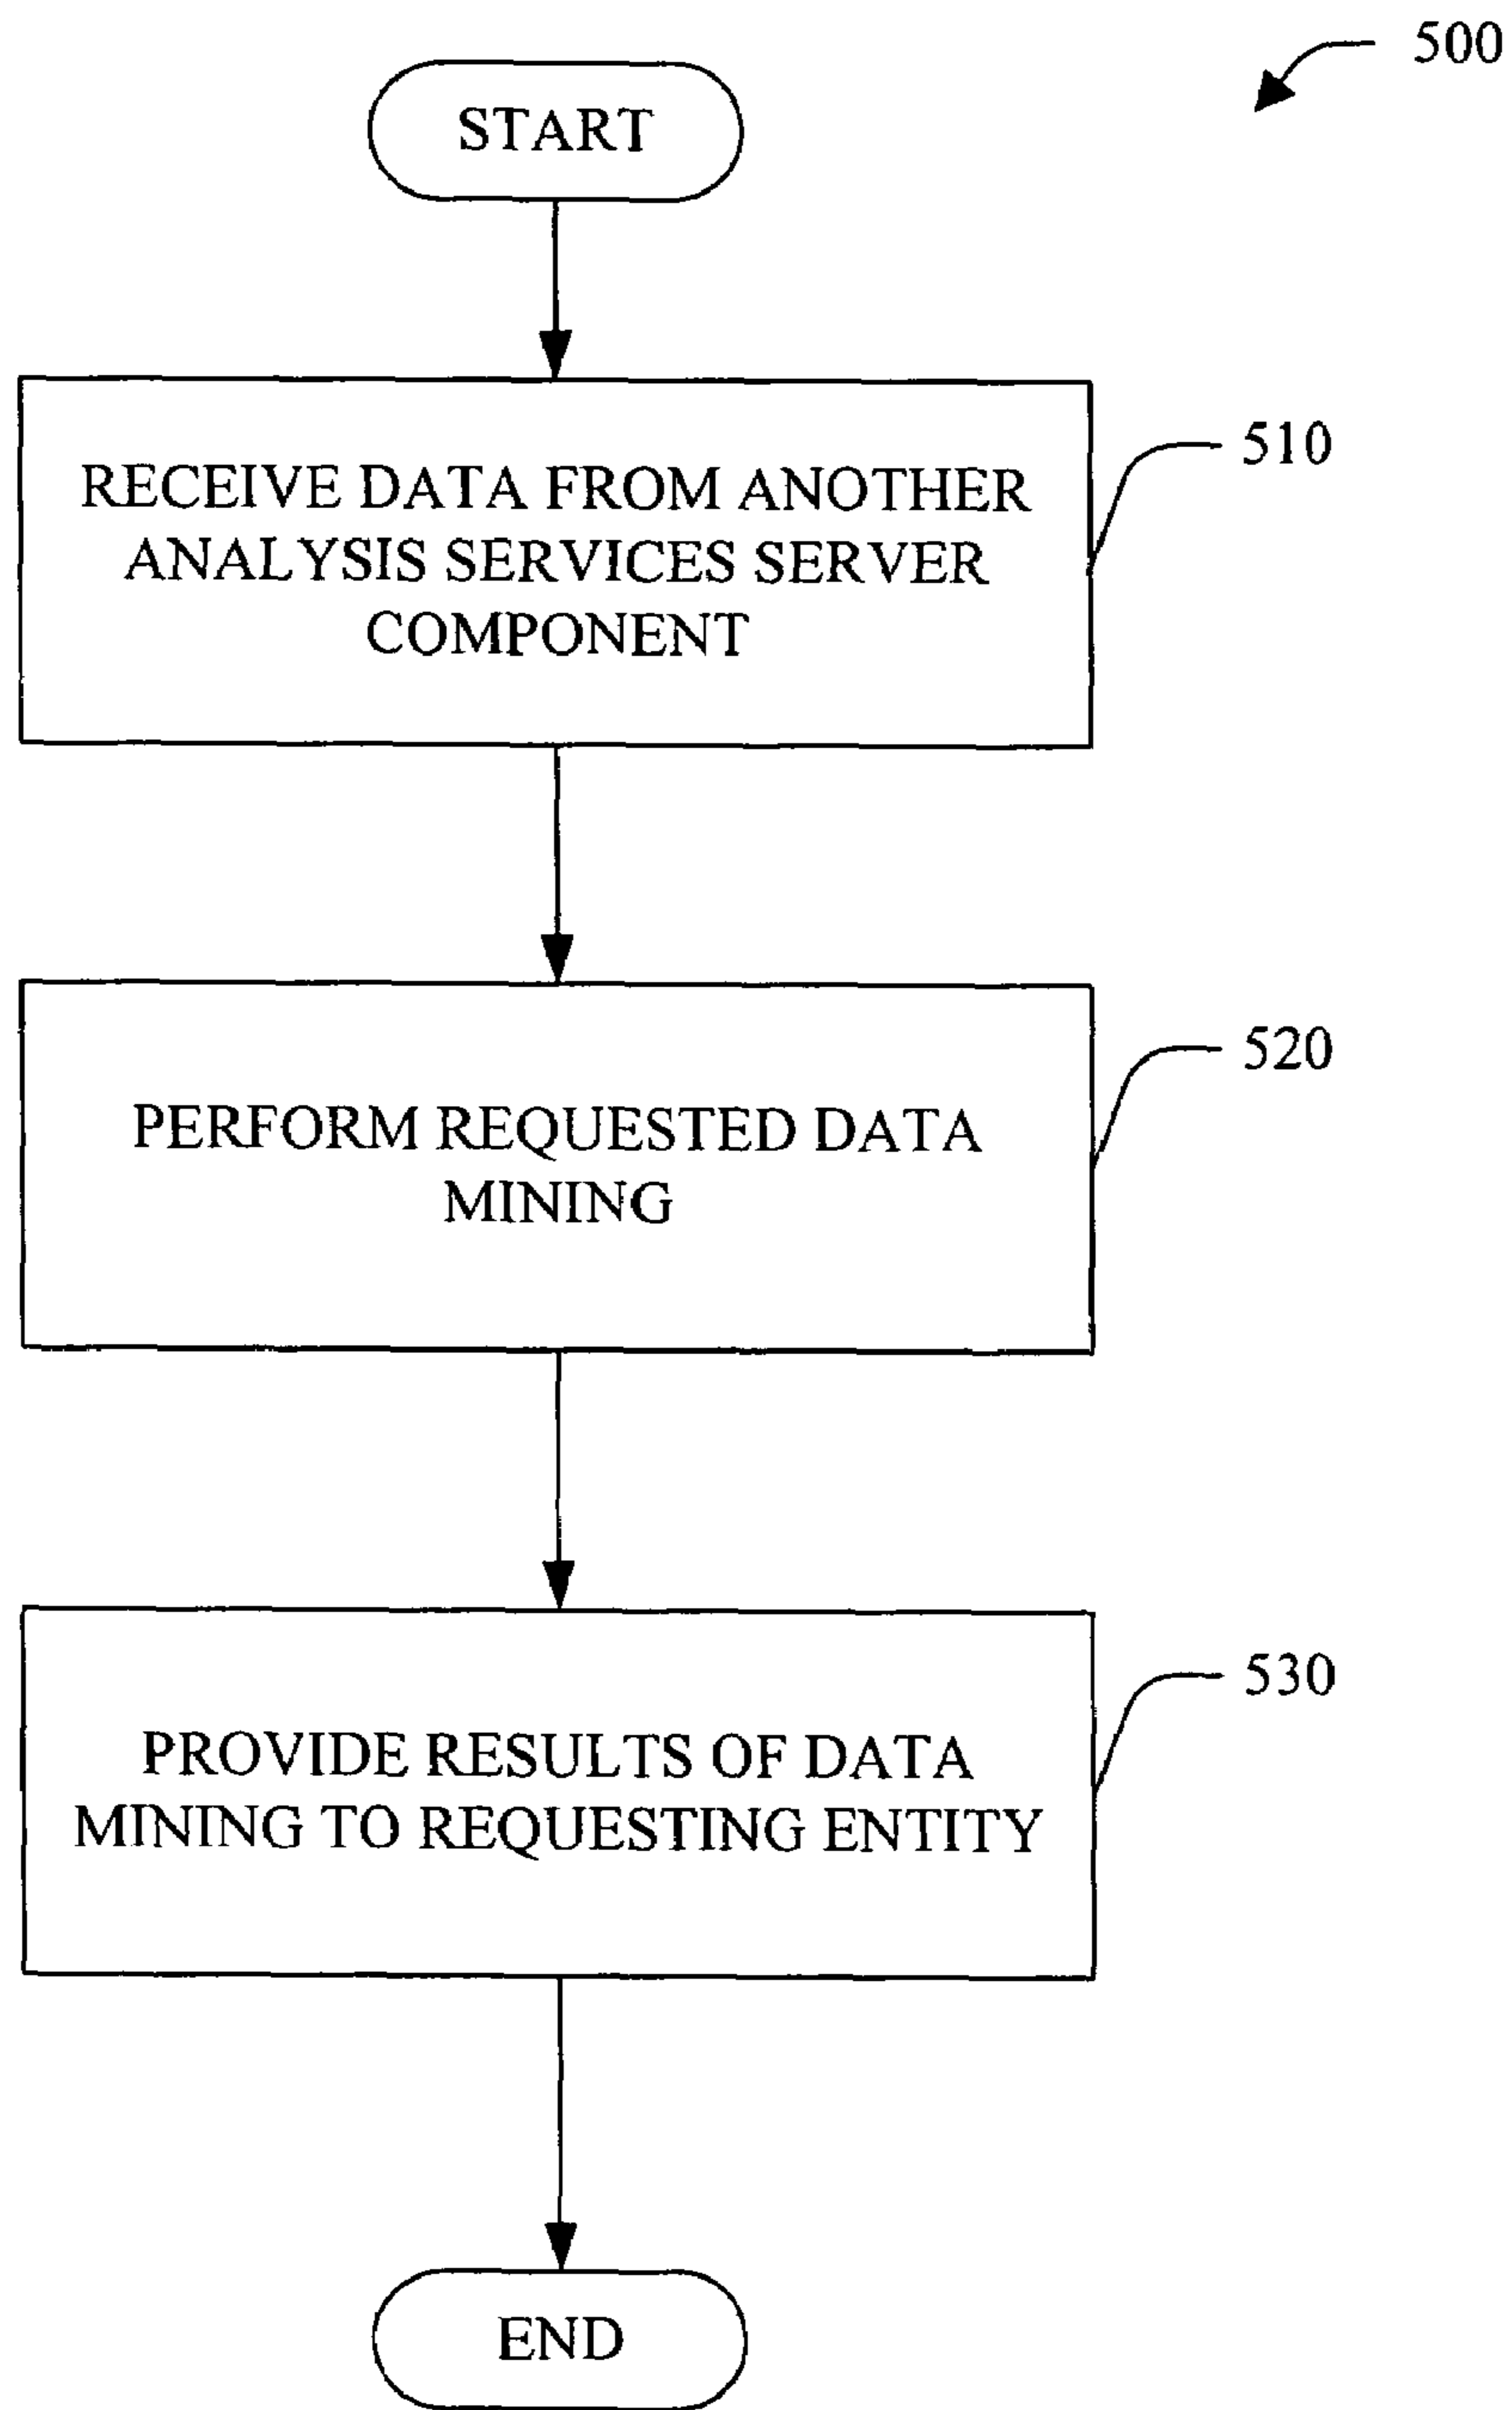 500
START
RECEIVE DATA FROM ANOTHER
ANALYSIS SERVICES SERVER
COMPONENT
510
PERFORM REQUESTED DATA
MINING
520
PROVIDE RESULTS OF DATA
MINING TO REQUESTING ENTITY
530
END